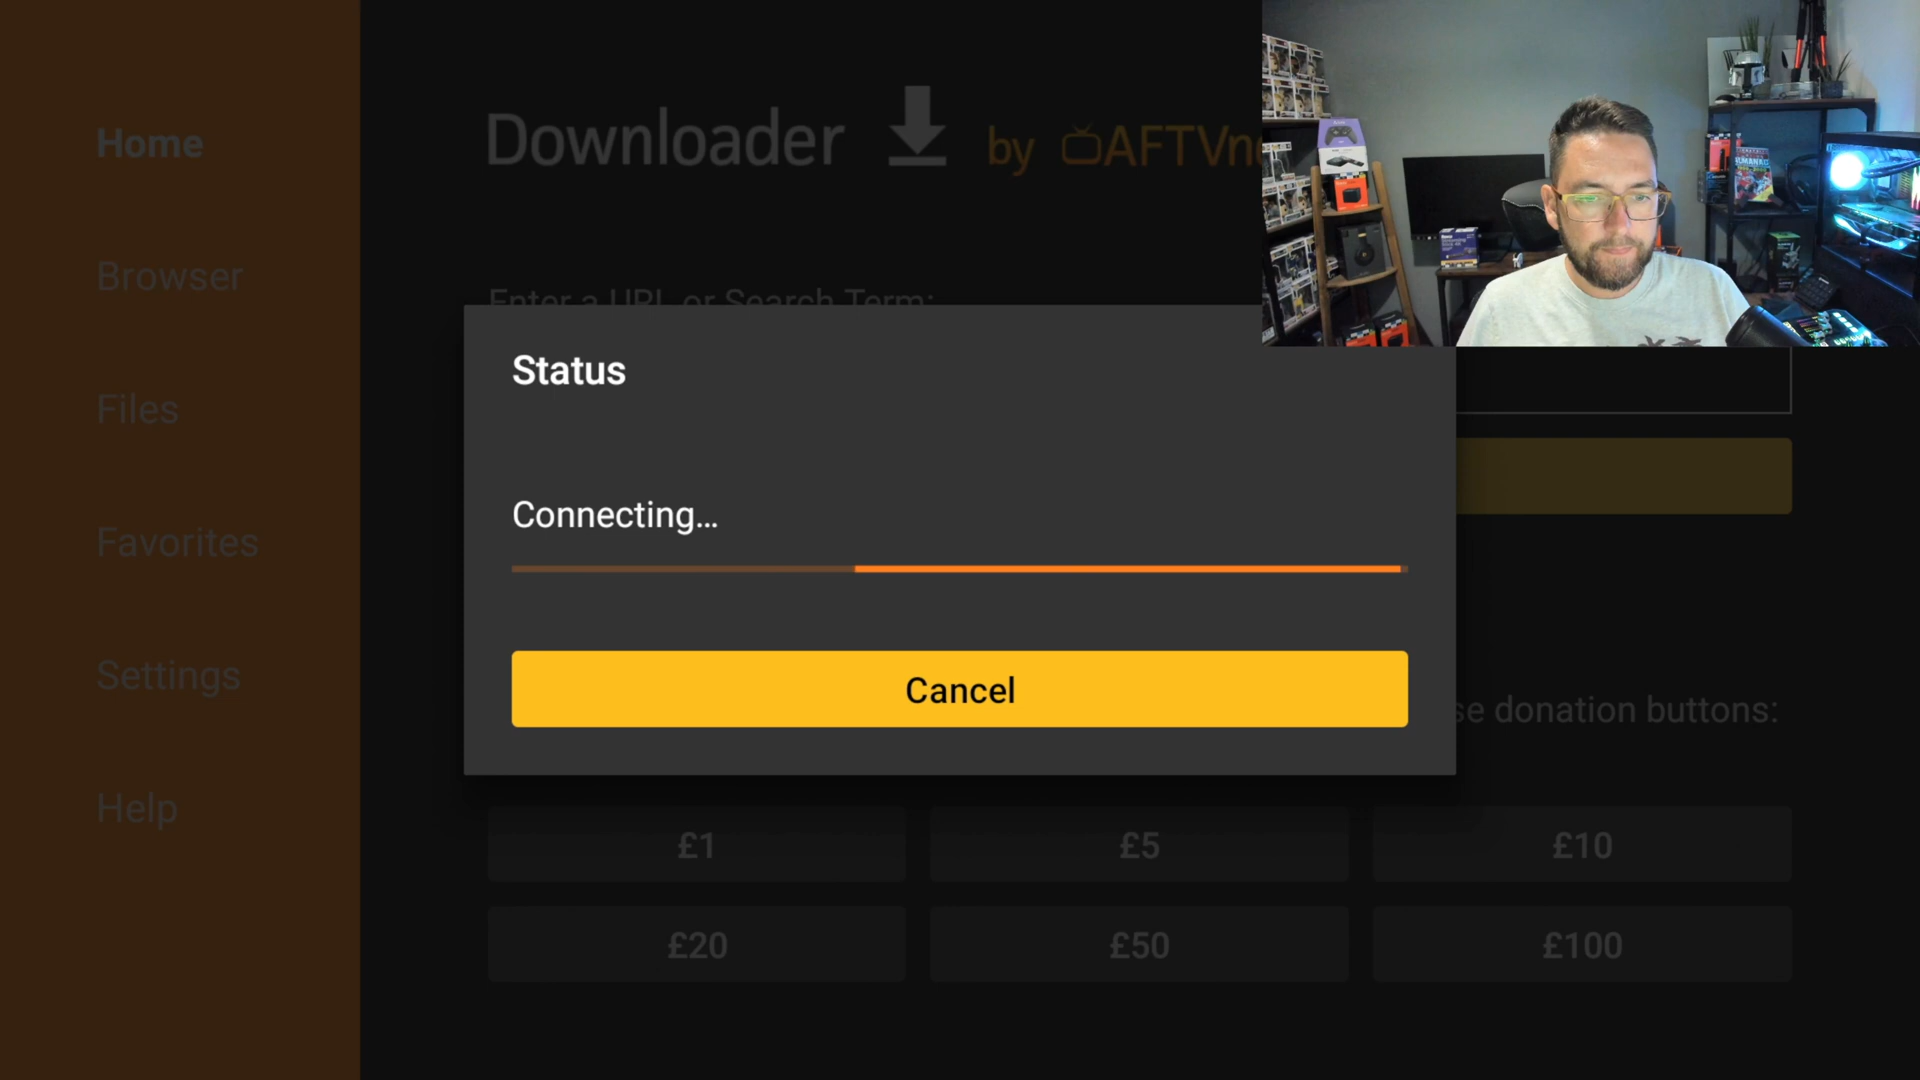 Home
Browser
Files
Favorites
Settings
Help
Downloader by AFTVn
Enter a URL or Search Term:
Status
Connecting...
Cancel
se donation buttons:
£1 £5 £10
£20 £50 £100
ALMANAC